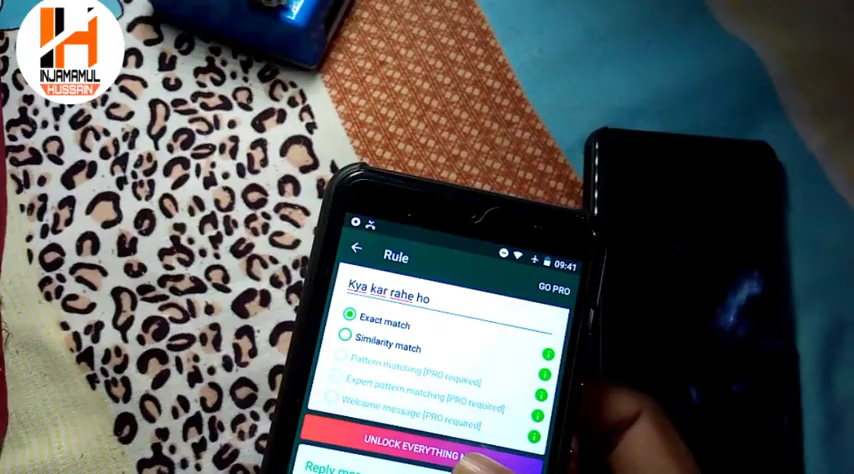 INJAMAMUL
HUSSAIN
09:41
Rule
GO PRO
Kya kar rahe ho
Exact match
Similarity match
Pattern matching [PRO required]
Expert pattern matching [PRO required]
Welcome message [PRO required]
UNLOCK EVERYTHING
Reply